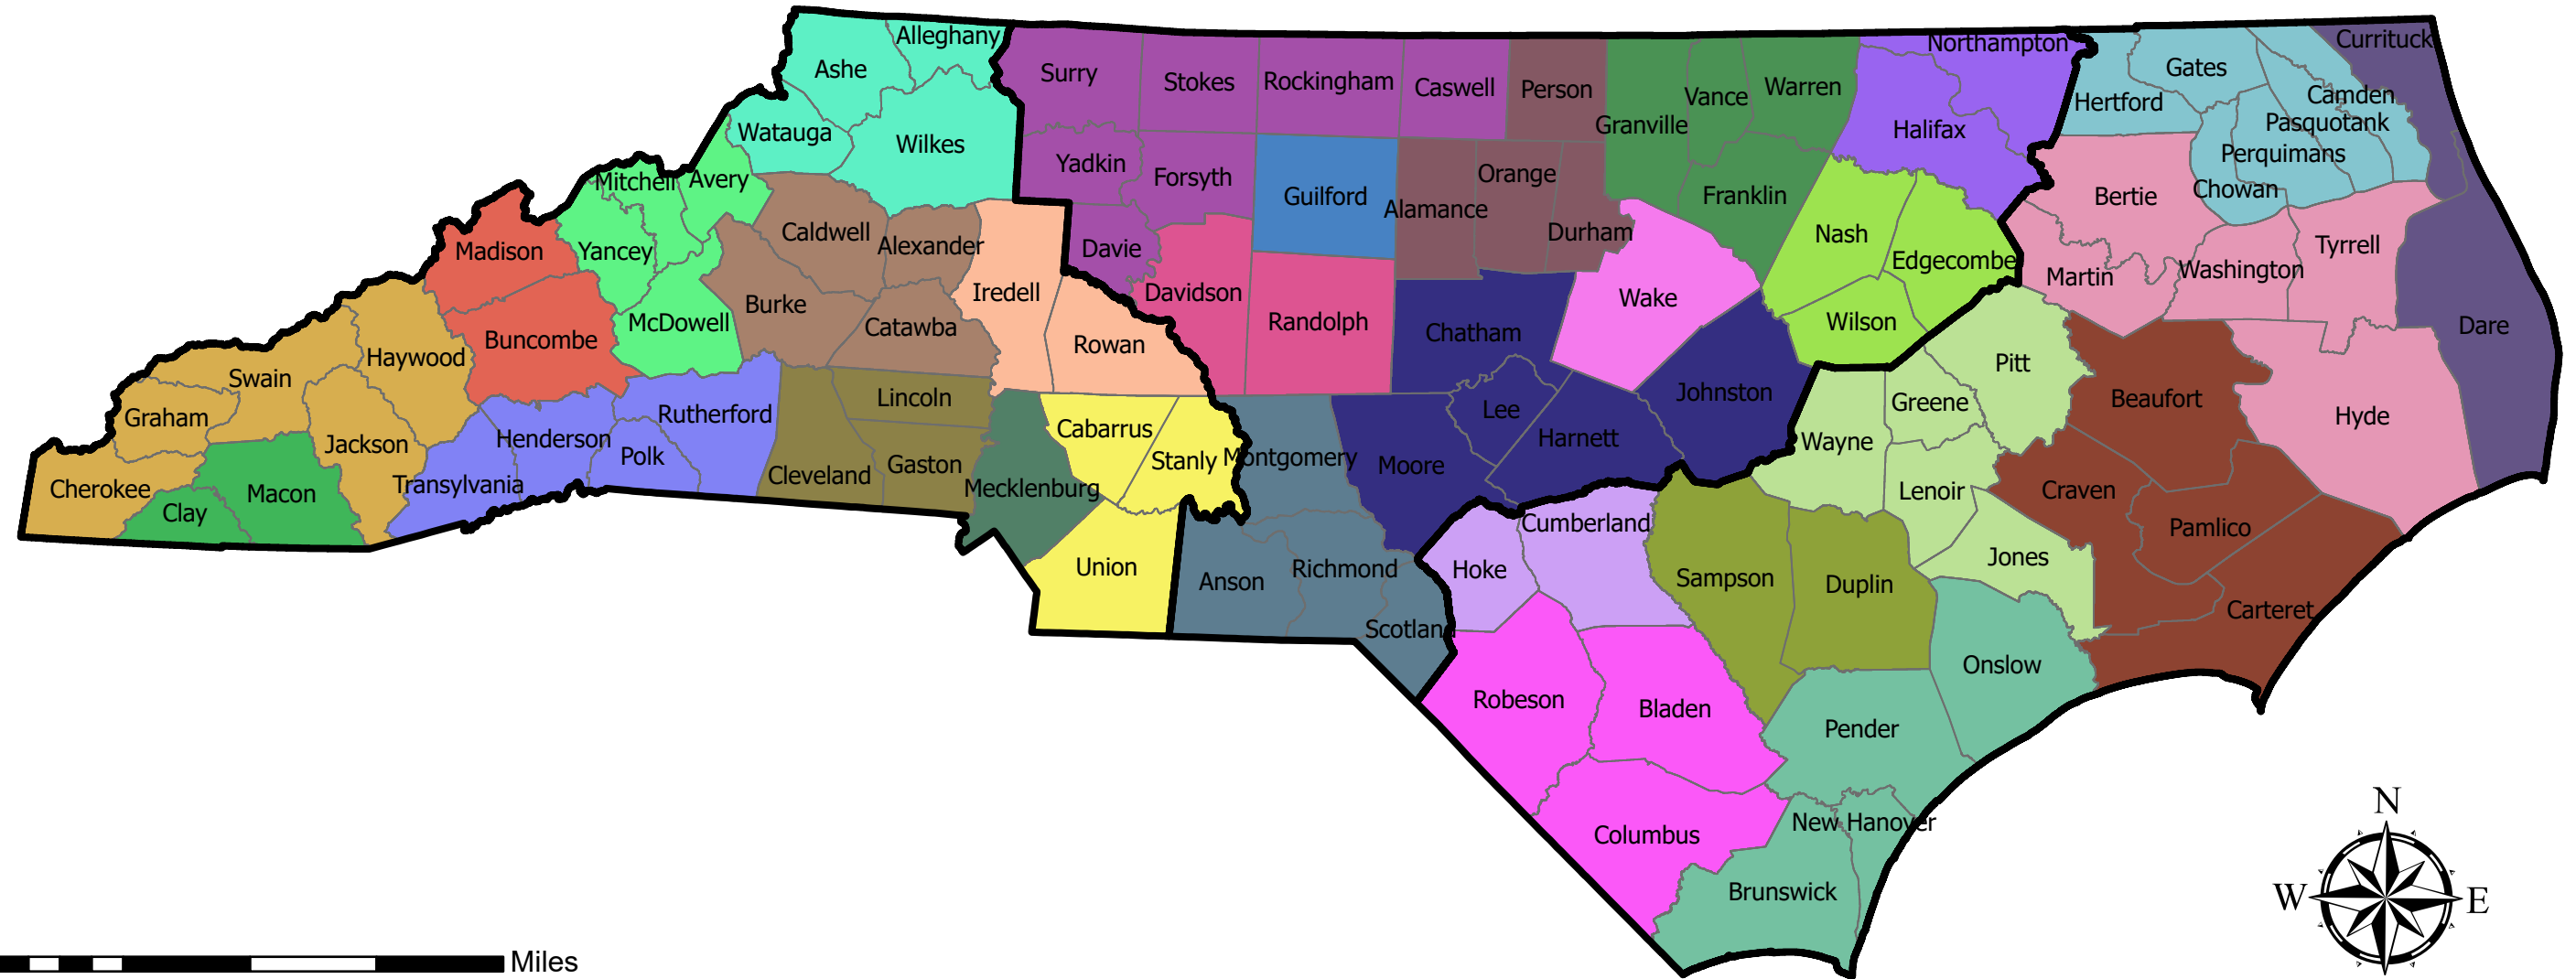 Alleghany
Ashe
Surry
Stokes
Rockingham
Caswell
Person
Vance
Warren
Northampton
Gates
Currituck
Watauga
Wilkes
Granville
Halifax
Hertford
Camden
Pasquotank
Yadkin
Forsyth
Guilford
Orange
Franklin
Perquimans
Chowan
Mitchell
Avery
Alamance
Bertie
Madison
Yancey
Caldwell
Alexander
Davie
Durham
Nash
Edgecombe
Tyrrell
Burke
Iredell
Davidson
Wake
Martin
Washington
Buncombe
McDowell
Catawba
Rowan
Randolph
Chatham
Wilson
Dare
Haywood
Swain
Pitt
Graham
Rutherford
Lincoln
Cabarrus
Lee
Johnston
Greene
Beaufort
Hyde
Jackson
Henderson
Polk
Harnett
Wayne
Cherokee
Macon
Transylvania
Cleveland
Gaston
Mecklenburg
Stanly
Montgomery
Moore
Lenoir
Craven
Clay
Cumberland
Pamlico
Union
Anson
Richmond
Hoke
Sampson
Duplin
Jones
Scotland
Carteret
Onslow
Robeson
Bladen
Pender
Columbus
New Hanover
Brunswick
N
W
E
S
Miles